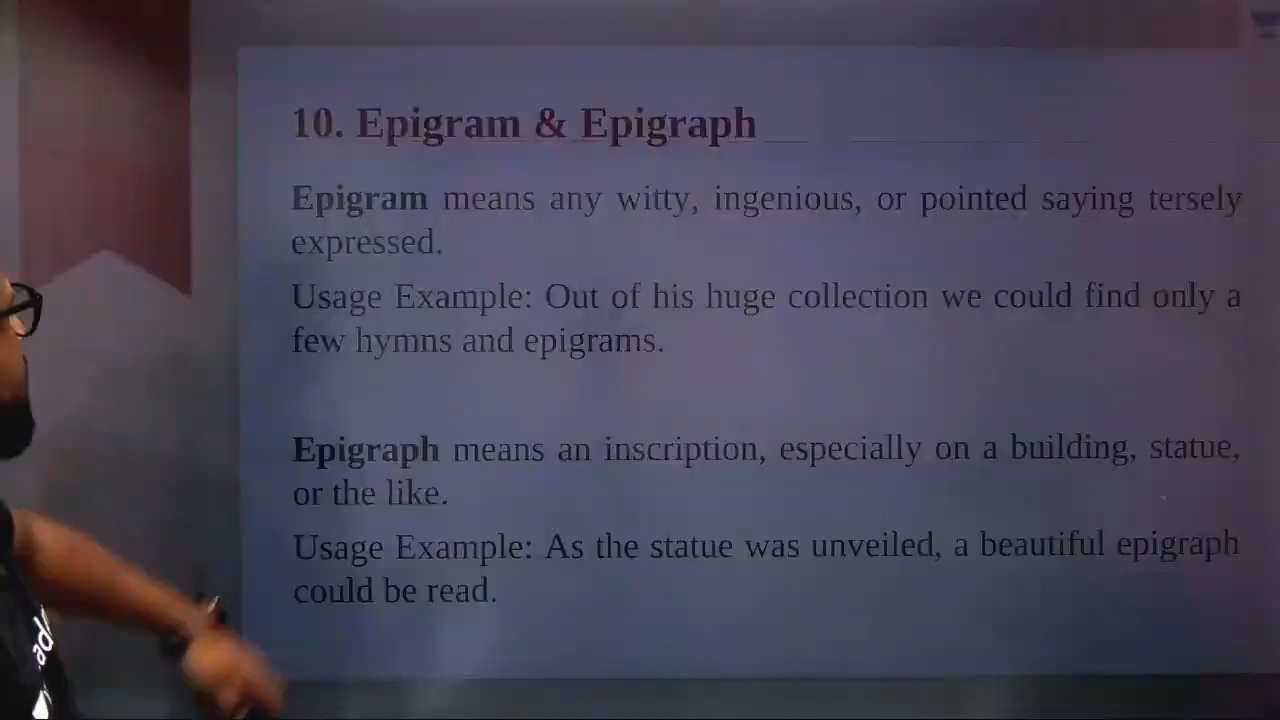 10. Epigram & Epigraph
Epigram means any witty, ingenious, or pointed saying tersely
expressed.
Usage Example: Out of his huge collection we could find only a
few hymns and epigrams.
Epigraph means an inscription, especially on a building, statue,
or the like.
Usage Example: As the statue was unveiled, a beautiful epigraph
could be read.